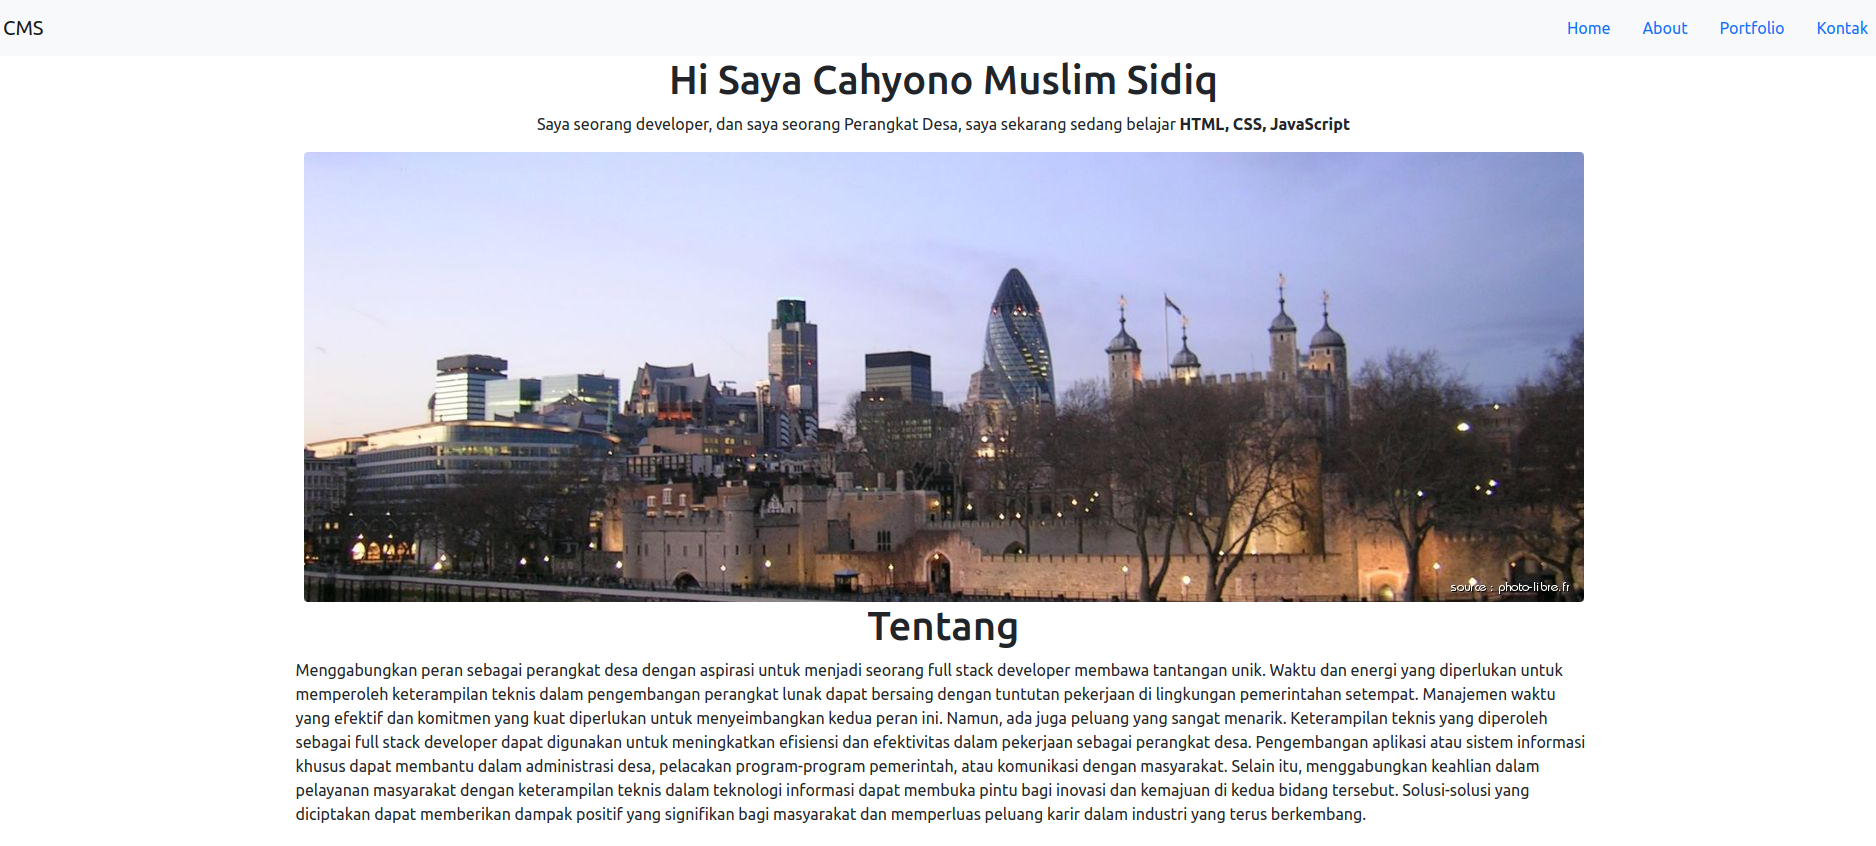 CMS
Home About Portfolio Kontak
Hi Saya Cahyono Muslim Sidiq
Saya seorang developer, dan saya seorang Perangkat Desa, saya sekarang sedang belajar HTML, CSS, JavaScript
source : photo-libre.fr
Tentang
Menggabungkan peran sebagai perangkat desa dengan aspirasi untuk menjadi seorang full stack developer membawa tantangan unik. Waktu dan energi yang diperlukan untuk
memperoleh keterampilan teknis dalam pengembangan perangkat lunak dapat bersaing dengan tuntutan pekerjaan di lingkungan pemerintahan setempat. Manajemen waktu
yang efektif dan komitmen yang kuat diperlukan untuk menyeimbangkan kedua peran ini. Namun, ada juga peluang yang sangat menarik. Keterampilan teknis yang diperoleh
sebagai full stack developer dapat digunakan untuk meningkatkan efisiensi dan efektivitas dalam pekerjaan sebagai perangkat desa. Pengembangan aplikasi atau sistem informasi
khusus dapat membantu dalam administrasi desa, pelacakan program-program pemerintah, atau komunikasi dengan masyarakat. Selain itu, menggabungkan keahlian dalam
pelayanan masyarakat dengan keterampilan teknis dalam teknologi informasi dapat membuka pintu bagi inovasi dan kemajuan di kedua bidang tersebut. Solusi-solusi yang
diciptakan dapat memberikan dampak positif yang signifikan bagi masyarakat dan memperluas peluang karir dalam industri yang terus berkembang.